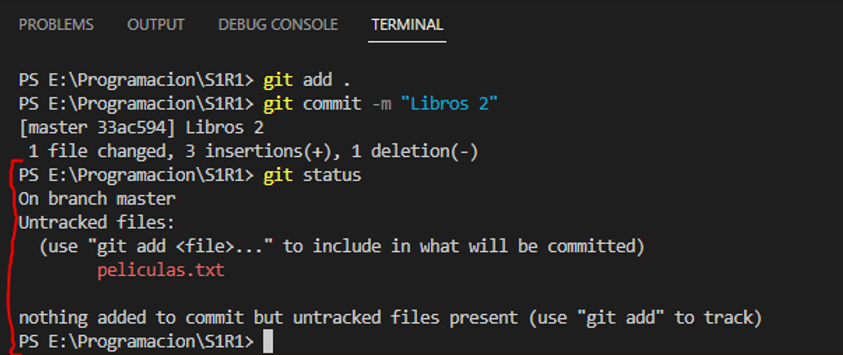 PROBLEMS OUTPUT DEBUG CONSOLE TERMINAL
PS E:\Programacion\S1R1> git add .
PS E:\Programacion\S1R1> git commit -m "Libros 2"
[master 33ac594] Libros 2
 1 file changed, 3 insertions(+), 1 deletion(-)
PS E:\Programacion\S1R1> git status
On branch master
Untracked files:
  (use "git add <file>..." to include in what will be committed)
        peliculas.txt
nothing added to commit but untracked files present (use "git add" to track)
PS E:\Programacion\S1R1>